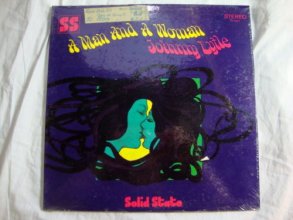 SS
STEREO
A Man And A Woman
Johnny Lytle
Solid State